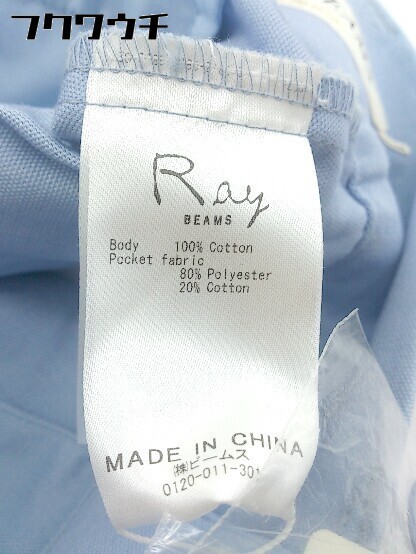 フクウクチ
Ray
BEAMS
Body 100% Cotton
Pocket fabric
80% Polyester
20% Cotton
MADE IN CHINA
㈱ビームス
0120-011-301